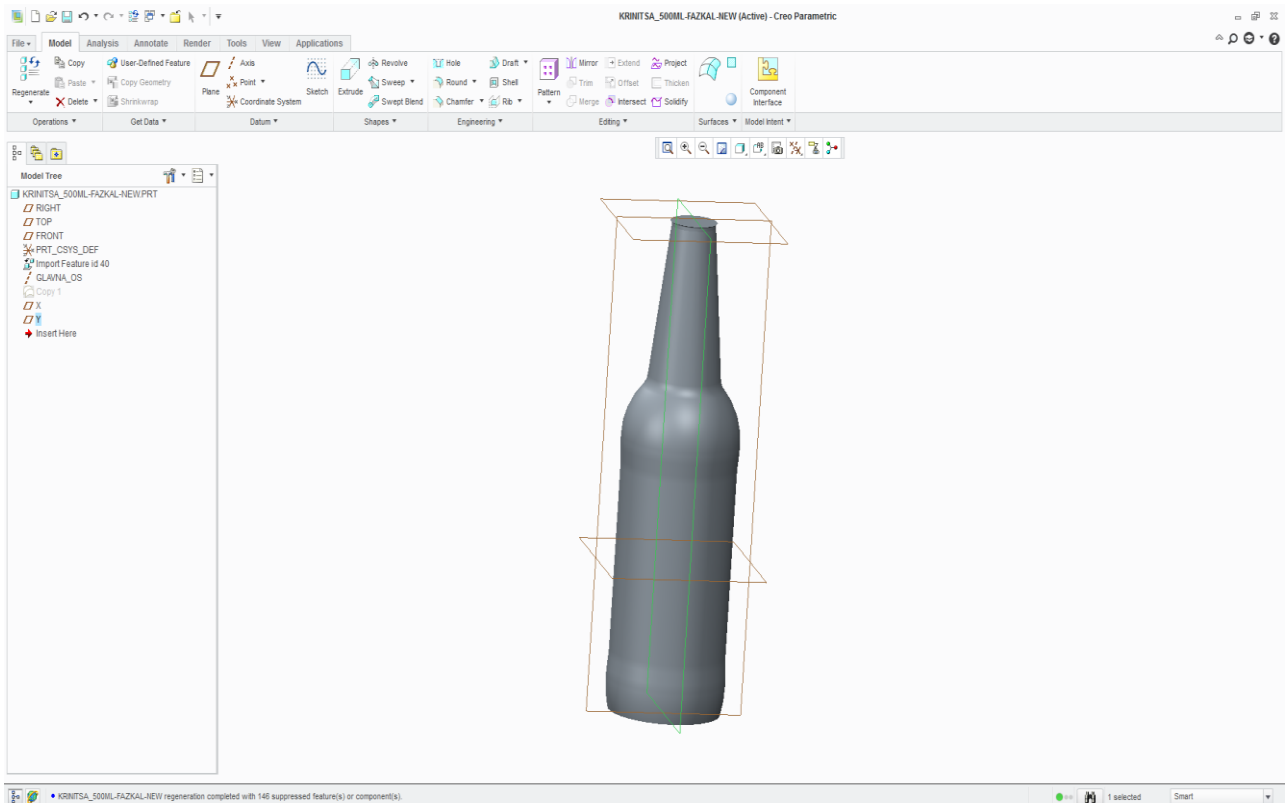 KRINITSA_500ML-FAZKAL-NEW (Active) - Creo Parametric
File Model Analysis Annotate Render Tools View Applications
Regenerate
Copy
Paste
Delete
Operations
User-Defined Feature
Copy Geometry
Shrinkwrap
Get Data
Plane
Axis
Point
Coordinate System
Sketch
Datum
Extrude
Revolve
Sweep
Swept Blend
Shapes
Hole
Round
Chamfer
Draft
Shell
Rib
Engineering
Pattern
Mirror
Trim
Merge
Extend
Offset
Intersect
Project
Thicken
Solidify
Editing
Surfaces
Component Interface
Model Intent
Model Tree
KRINITSA_500ML-FAZKAL-NEW.PRT
RIGHT
TOP
FRONT
PRT_CSYS_DEF
Import Feature id 40
GLAVNA_OS
Copy 1
X
Y
Insert Here
KRINITSA_500ML-FAZKAL-NEW regeneration completed with 146 suppressed feature(s) or component(s).
1 selected
Smart